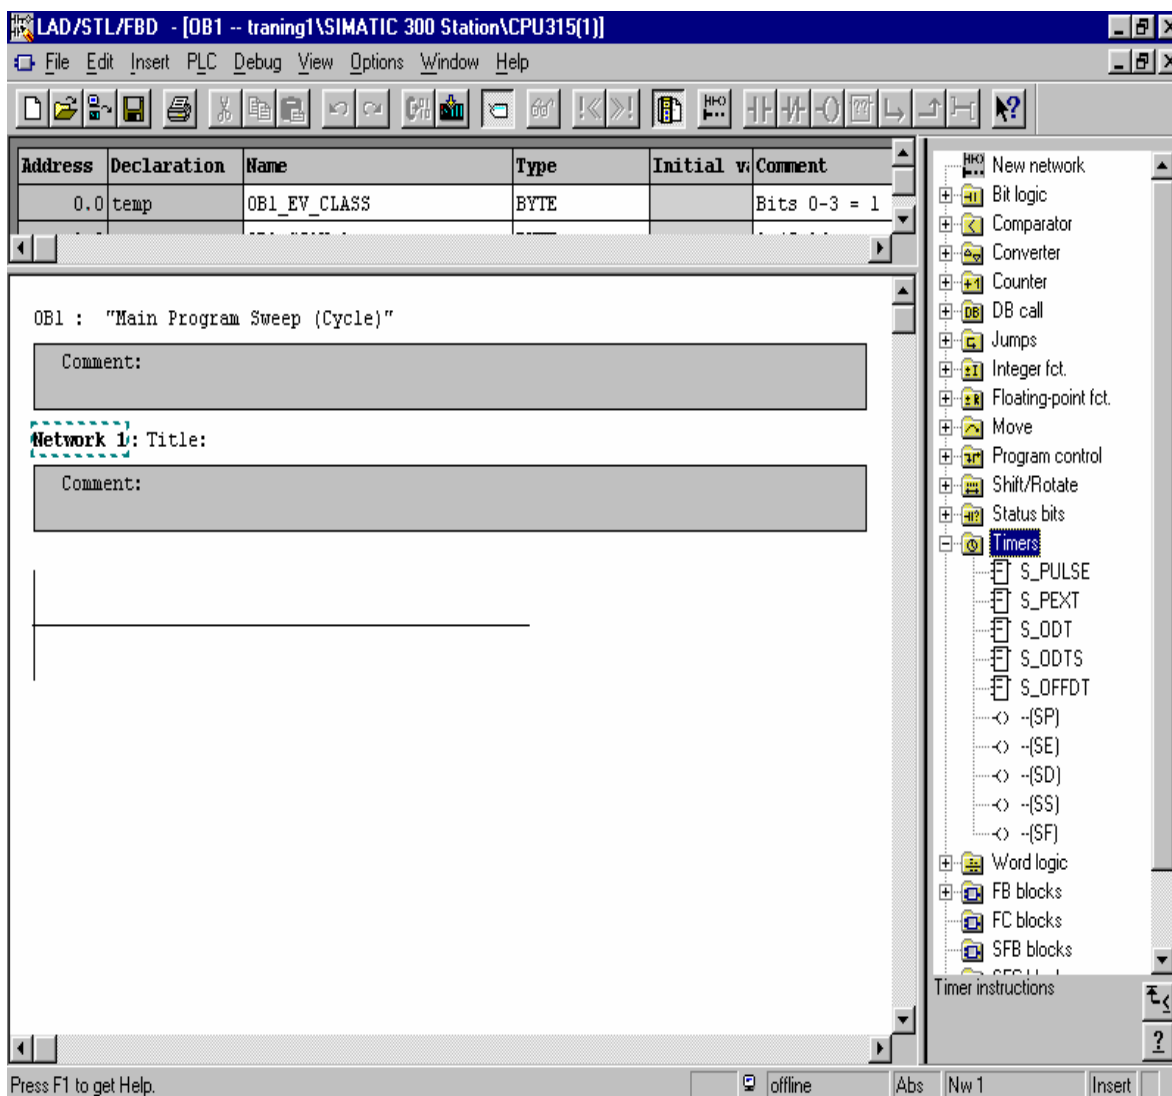 LAD/STL/FBD - [OB1 -- traning1\SIMATIC 300 Station\CPU315(1)]
File Edit Insert PLC Debug View Options Window Help
Address Declaration Name Type Initial va Comment
0.0 temp OB1_EV_CLASS BYTE Bits 0-3 = 1
OB1 : "Main Program Sweep (Cycle)"
Comment:
Network 1: Title:
Comment:
New network
Bit logic
Comparator
Converter
Counter
DB call
Jumps
Integer fct.
Floating-point fct.
Move
Program control
Shift/Rotate
Status bits
Timers
S_PULSE
S_PEXT
S_ODT
S_ODTS
S_OFFDT
--(SP)
--(SE)
--(SD)
--(SS)
--(SF)
Word logic
FB blocks
FC blocks
SFB blocks
Timer instructions
Press F1 to get Help. offline Abs Nw 1 Insert